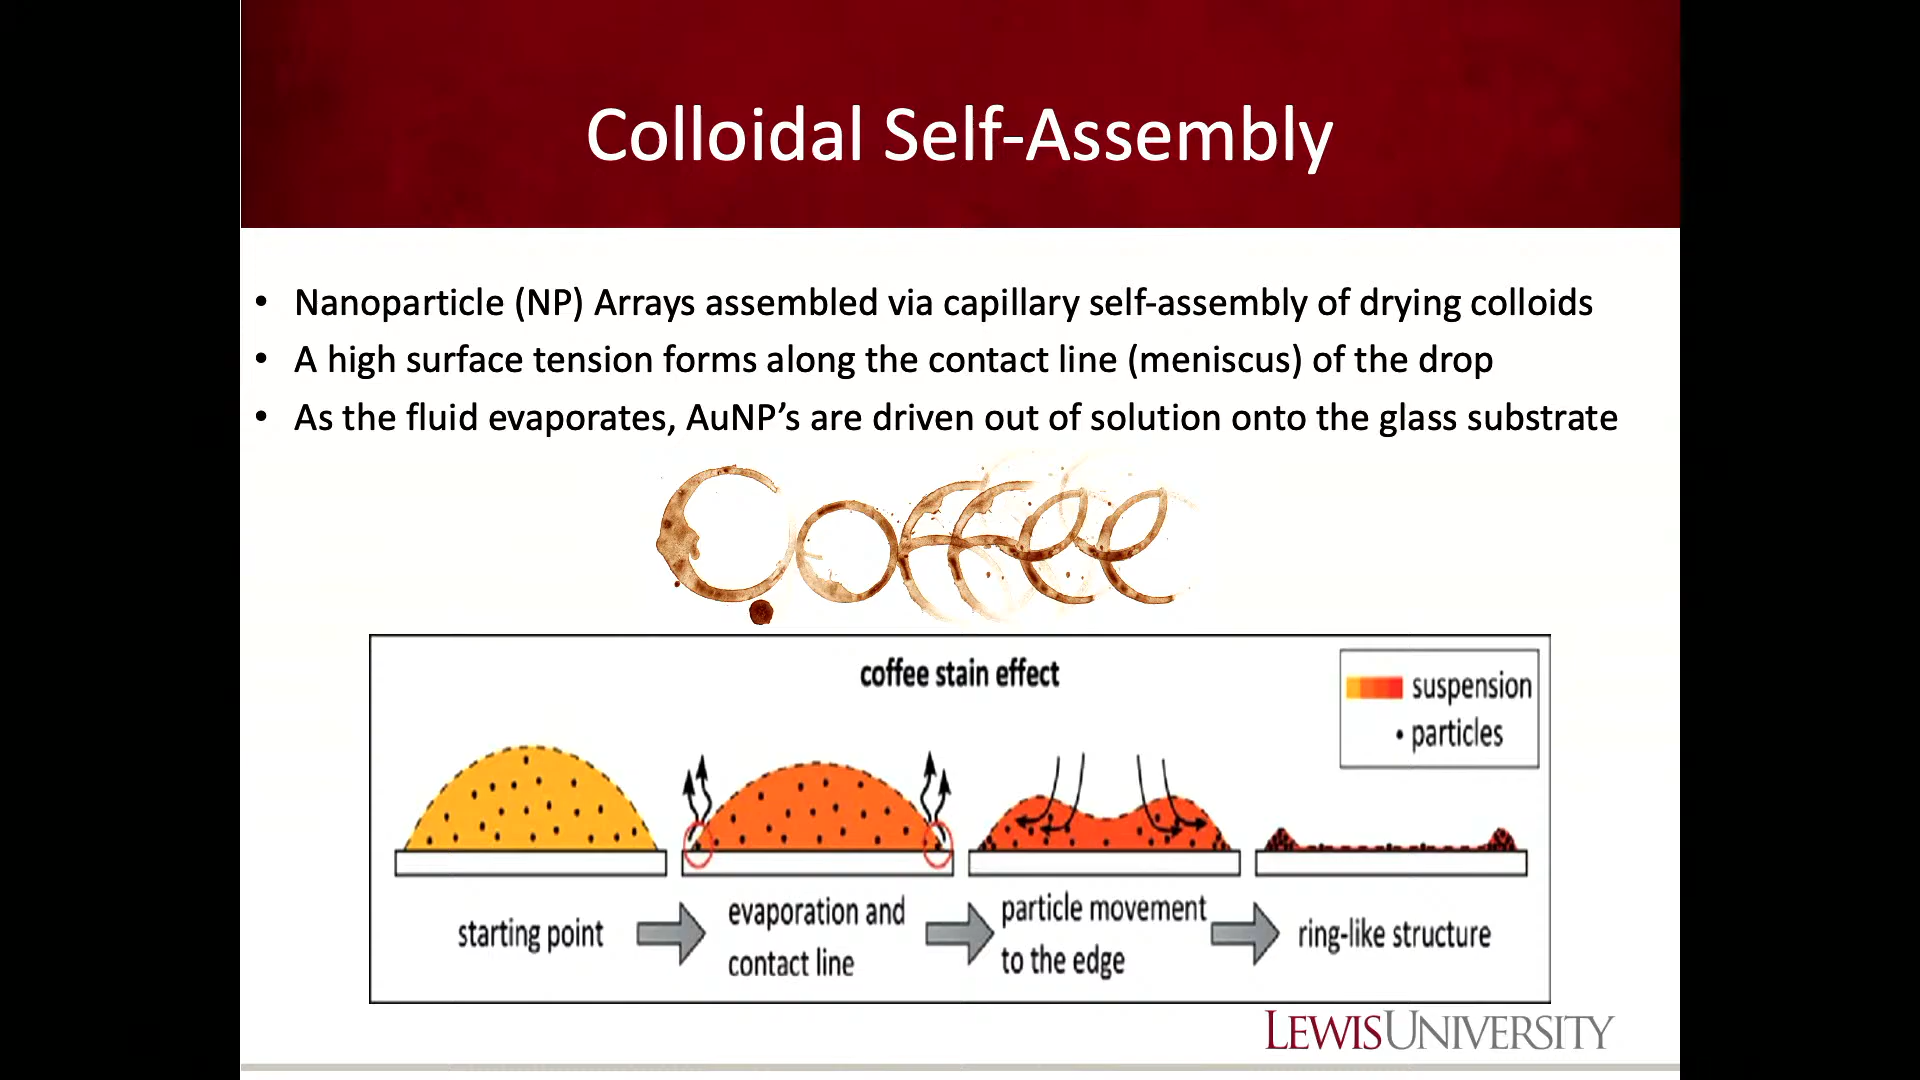 Colloidal Self-Assembly
• Nanoparticle (NP) Arrays assembled via capillary self-assembly of drying colloids
• A high surface tension forms along the contact line (meniscus) of the drop
• As the fluid evaporates, AuNP’s are driven out of solution onto the glass substrate
Coffee
coffee stain effect
suspension
particles
starting point
evaporation and
contact line
particle movement
to the edge
ring-like structure
LEWIS UNIVERSITY